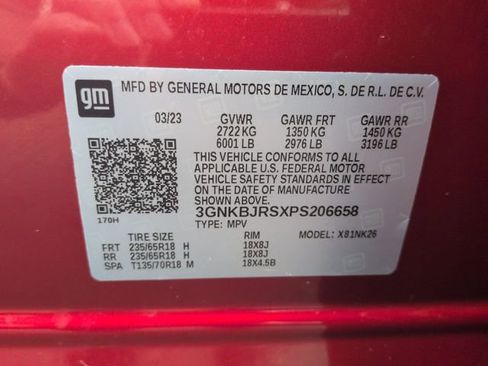 gm
MFD BY GENERAL MOTORS DE MEXICO, S. DE R.L. DE C.V.
03/23 GVWR GAWR FRT GAWR RR
2722 KG 1350 KG 1450 KG
6001 LB 2976 LB 3196 LB
THIS VEHICLE CONFORMS TO ALL
APPLICABLE U.S. FEDERAL MOTOR
VEHICLE SAFETY STANDARDS IN EFFECT
ON THE DATE OF MANUFACTURE
SHOWN ABOVE.
170H 3GNKBJRSXPS206658
TYPE: MPV MODEL: X81NK26
TIRE SIZE RIM
FRT 235/65R18 H 18X8J
RR 235/65R18 H 18X8J
SPA T135/70R18 M 18X4.5B